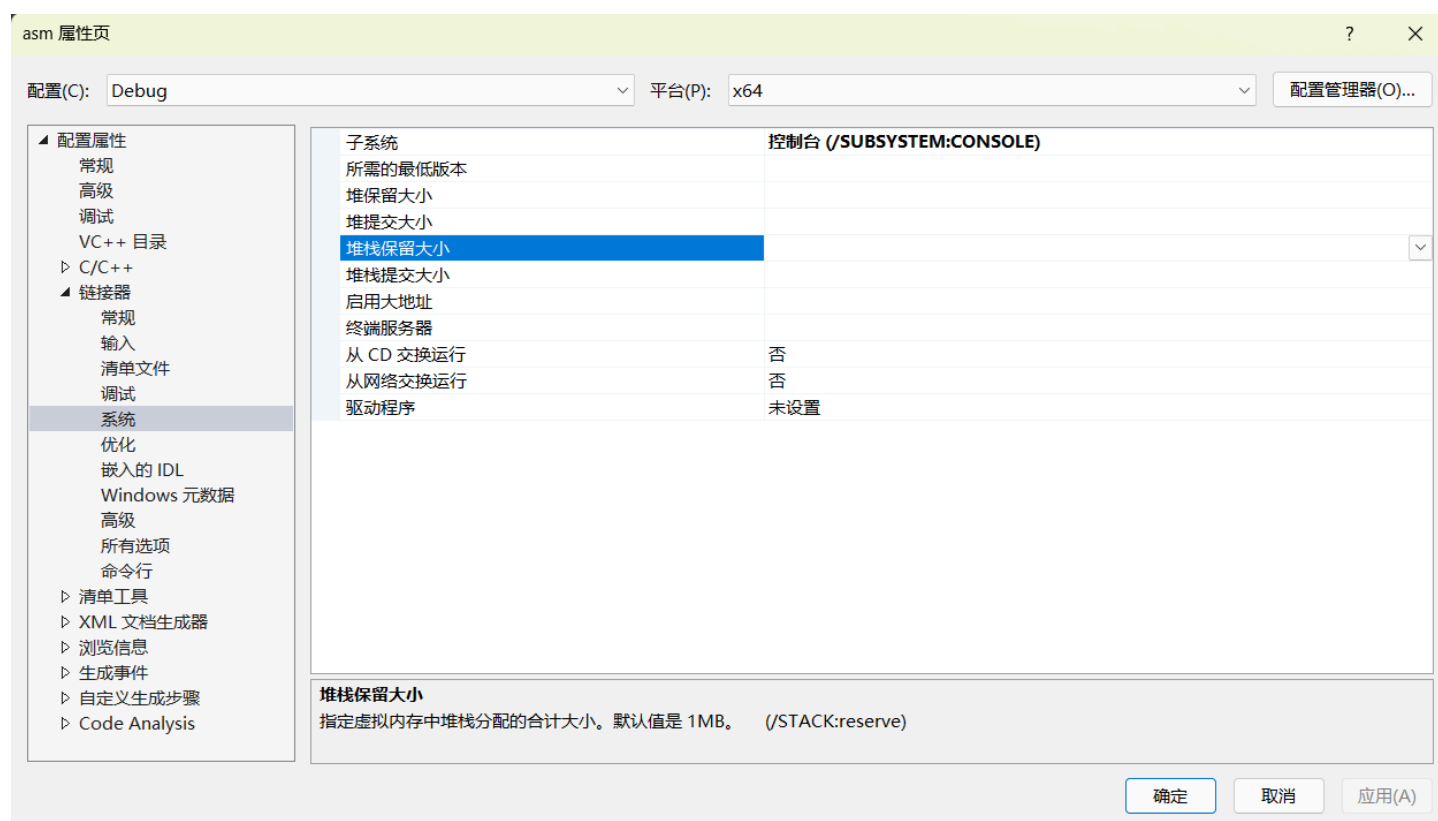 asm 属性页
?
配置(C): Debug 平台(P): x64 配置管理器(O)...
配置属性
常规
高级
调试
VC++ 目录
C/C++
链接器
常规
输入
清单文件
调试
系统
优化
嵌入的 IDL
Windows 元数据
高级
所有选项
命令行
清单工具
XML 文档生成器
浏览信息
生成事件
自定义生成步骤
Code Analysis
子系统 控制台 (/SUBSYSTEM:CONSOLE)
所需的最低版本
堆保留大小
堆提交大小
堆栈保留大小
堆栈提交大小
启用大地址
终端服务器
从 CD 交换运行 否
从网络交换运行 否
驱动程序 未设置
堆栈保留大小
指定虚拟内存中堆栈分配的合计大小。默认值是 1MB。 (/STACK:reserve)
确定 取消 应用(A)